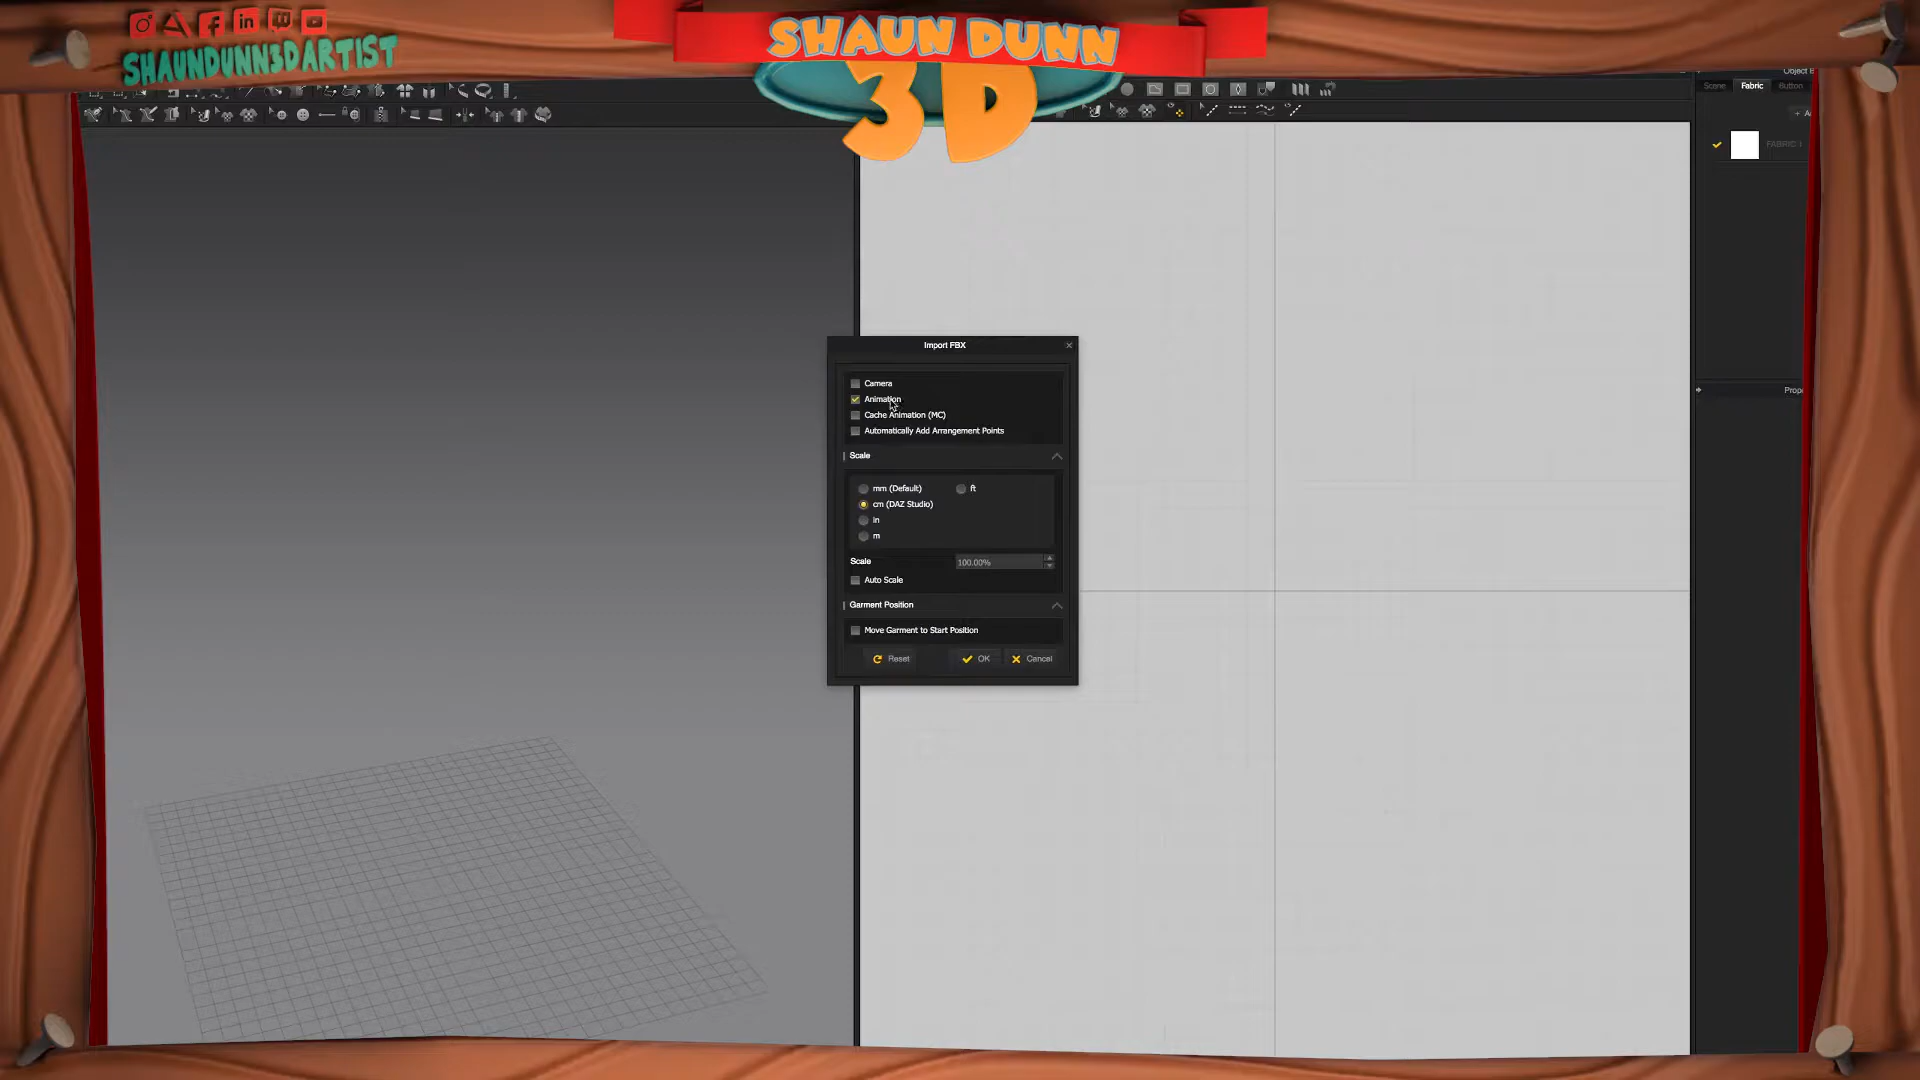 SHAUNDUNN3DARTIST
SHAUN DUNN
3D
Scene
Fabric
Button
FABRIC 1
Import FBX
Camera
Animation
Cache Animation (MC)
Automatically Add Arrangement Points
Scale
mm (Default)
ft
cm (DAZ Studio)
in
m
Scale
100.00%
Auto Scale
Garment Position
Move Garment to Start Position
Reset
OK
Cancel